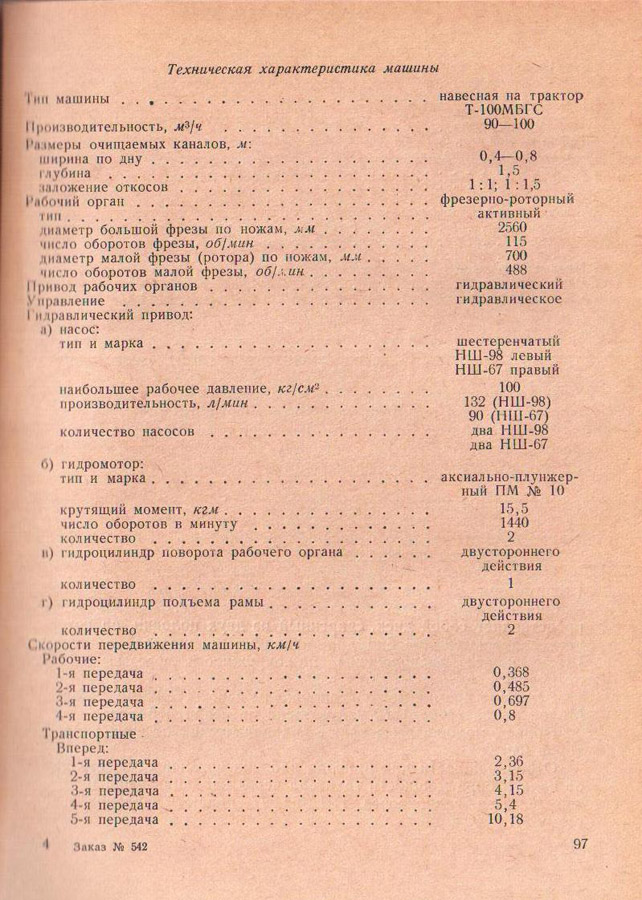 Техническая характеристика машины
Тип машины . . . . . . . . . . . . . . . . . . . . навесная на трактор
Т-100МБГС
Производительность, м³/ч . . . . . . . . . . . . . 90—100
Размеры очищаемых каналов, м:
ширина по дну . . . . . . . . . . . . . . . . . . 0,4—0,8
глубина . . . . . . . . . . . . . . . . . . . . . 1,5
заложение откосов . . . . . . . . . . . . . . . . 1:1; 1:1,5
Рабочий орган . . . . . . . . . . . . . . . . . . фрезерно-роторный
тип . . . . . . . . . . . . . . . . . . . . . . . активный
диаметр большой фрезы по ножам, мм . . . . . . . . 2560
число оборотов фрезы, об/мин . . . . . . . . . . . 115
диаметр малой фрезы (ротора) по ножам, мм . . . . 700
число оборотов малой фрезы, об/мин . . . . . . . . 488
Привод рабочих органов . . . . . . . . . . . . . . гидравлический
Управление . . . . . . . . . . . . . . . . . . . . гидравлическое
Гидравлический привод:
а) насос:
тип и марка . . . . . . . . . . . . . . . . . . . шестеренчатый
НШ-98 левый
НШ-67 правый
наибольшее рабочее давление, кг/см² . . . . . . . 100
производительность, л/мин . . . . . . . . . . . . 132 (НШ-98)
90 (НШ-67)
количество насосов . . . . . . . . . . . . . . . . два НШ-98
два НШ-67
б) гидромотор:
тип и марка . . . . . . . . . . . . . . . . . . . аксиально-плунжер-
ный ПМ № 10
крутящий момент, кгм . . . . . . . . . . . . . . . 15,5
число оборотов в минуту . . . . . . . . . . . . . 1440
количество . . . . . . . . . . . . . . . . . . . . 2
в) гидроцилиндр поворота рабочего органа . . . . . . двустороннего
действия
количество . . . . . . . . . . . . . . . . . . . . 1
г) гидроцилиндр подъема рамы . . . . . . . . . . . . двустороннего
действия
количество . . . . . . . . . . . . . . . . . . . . 2
Скорости передвижения машины, км/ч
Рабочие:
1-я передача . . . . . . . . . . . . . . . . . . . 0,368
2-я передача . . . . . . . . . . . . . . . . . . . 0,485
3-я передача . . . . . . . . . . . . . . . . . . . 0,697
4-я передача . . . . . . . . . . . . . . . . . . . 0,8
Транспортные
Вперед:
1-я передача . . . . . . . . . . . . . . . . . . . 2,36
2-я передача . . . . . . . . . . . . . . . . . . . 3,15
3-я передача . . . . . . . . . . . . . . . . . . . 4,15
4-я передача . . . . . . . . . . . . . . . . . . . 5,4
5-я передача . . . . . . . . . . . . . . . . . . . 10,18
4 Заказ № 542 97